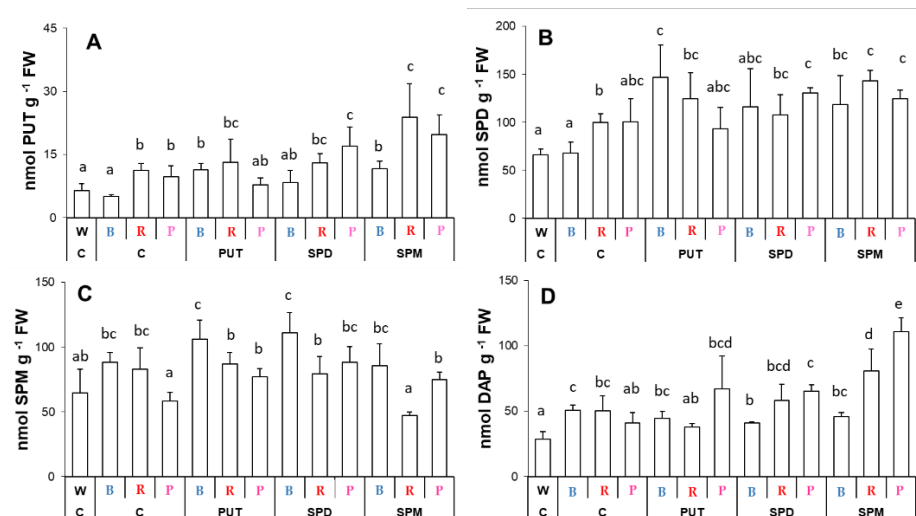 A
nmol PUT g -1 FW
45
30
15
0
a a b b b bc ab ab bc c b c c
W B R P B R P B R P B R P
C C PUT SPD SPM
B
nmol SPD g -1 FW
200
150
100
50
0
a a b abc c bc abc abc bc c bc c c
W B R P B R P B R P B R P
C C PUT SPD SPM
C
nmol SPM g -1 FW
150
100
50
0
ab bc bc a c b b c b bc bc a b
W B R P B R P B R P B R P
C C PUT SPD SPM
D
nmol DAP g -1 FW
150
100
50
0
a c bc ab bc ab bcd b bcd c bc d e
W B R P B R P B R P B R P
C C PUT SPD SPM